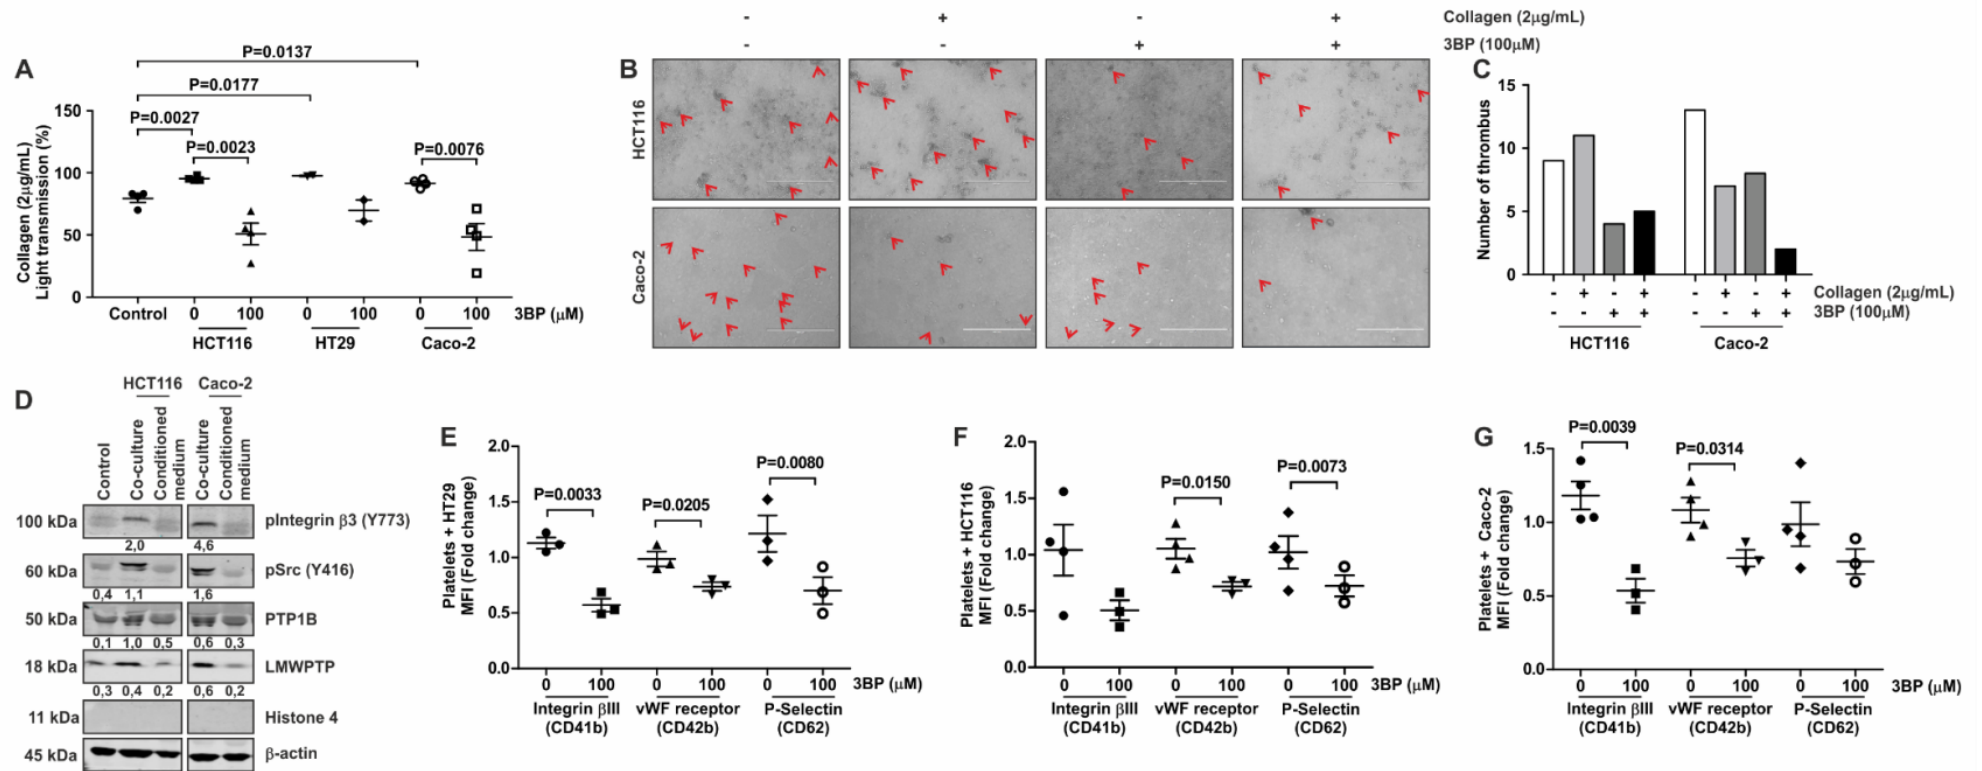 A
P=0.0137
P=0.0177
P=0.0027
P=0.0023
P=0.0076
Collagen (2μg/mL)
Light transmission (%)
150
100
50
0
Control
0 100 0 100 0 100 3BP (μM)
HCT116 HT29 Caco-2
B
- + - + Collagen (2μg/mL)
- - + + 3BP (100μM)
HCT116
Caco-2
C
Number of thrombus
15
10
5
0
- + - + - + - + Collagen (2μg/mL)
- - + + - - + + 3BP (100μM)
HCT116 Caco-2
D
HCT116 Caco-2
Control
Co-culture
Conditioned
medium
Co-culture
Conditioned
medium
100 kDa pIntegrin β3 (Y773)
2,0 4,6
60 kDa pSrc (Y416)
0,4 1,1 1,6
50 kDa PTP1B
0,1 1,0 0,5 0,6 0,3
18 kDa LMWPTP
0,3 0,4 0,2 0,6 0,2
11 kDa Histone 4
45 kDa β-actin
E
Platelets + HT29
MFI (Fold change)
2.0
1.5
1.0
0.5
0.0
P=0.0033
P=0.0205
P=0.0080
0 100 0 100 0 100 3BP (μM)
Integrin βIII vWF receptor P-Selectin
(CD41b) (CD42b) (CD62)
F
Platelets + HCT116
MFI (Fold change)
2.0
1.5
1.0
0.5
0.0
P=0.0150
P=0.0073
0 100 0 100 0 100 3BP (μM)
Integrin βIII vWF receptor P-Selectin
(CD41b) (CD42b) (CD62)
G
Platelets + Caco-2
MFI (Fold change)
1.5
1.0
0.5
0.0
P=0.0039
P=0.0314
0 100 0 100 0 100 3BP (μM)
Integrin βIII vWF receptor P-Selectin
(CD41b) (CD42b) (CD62)